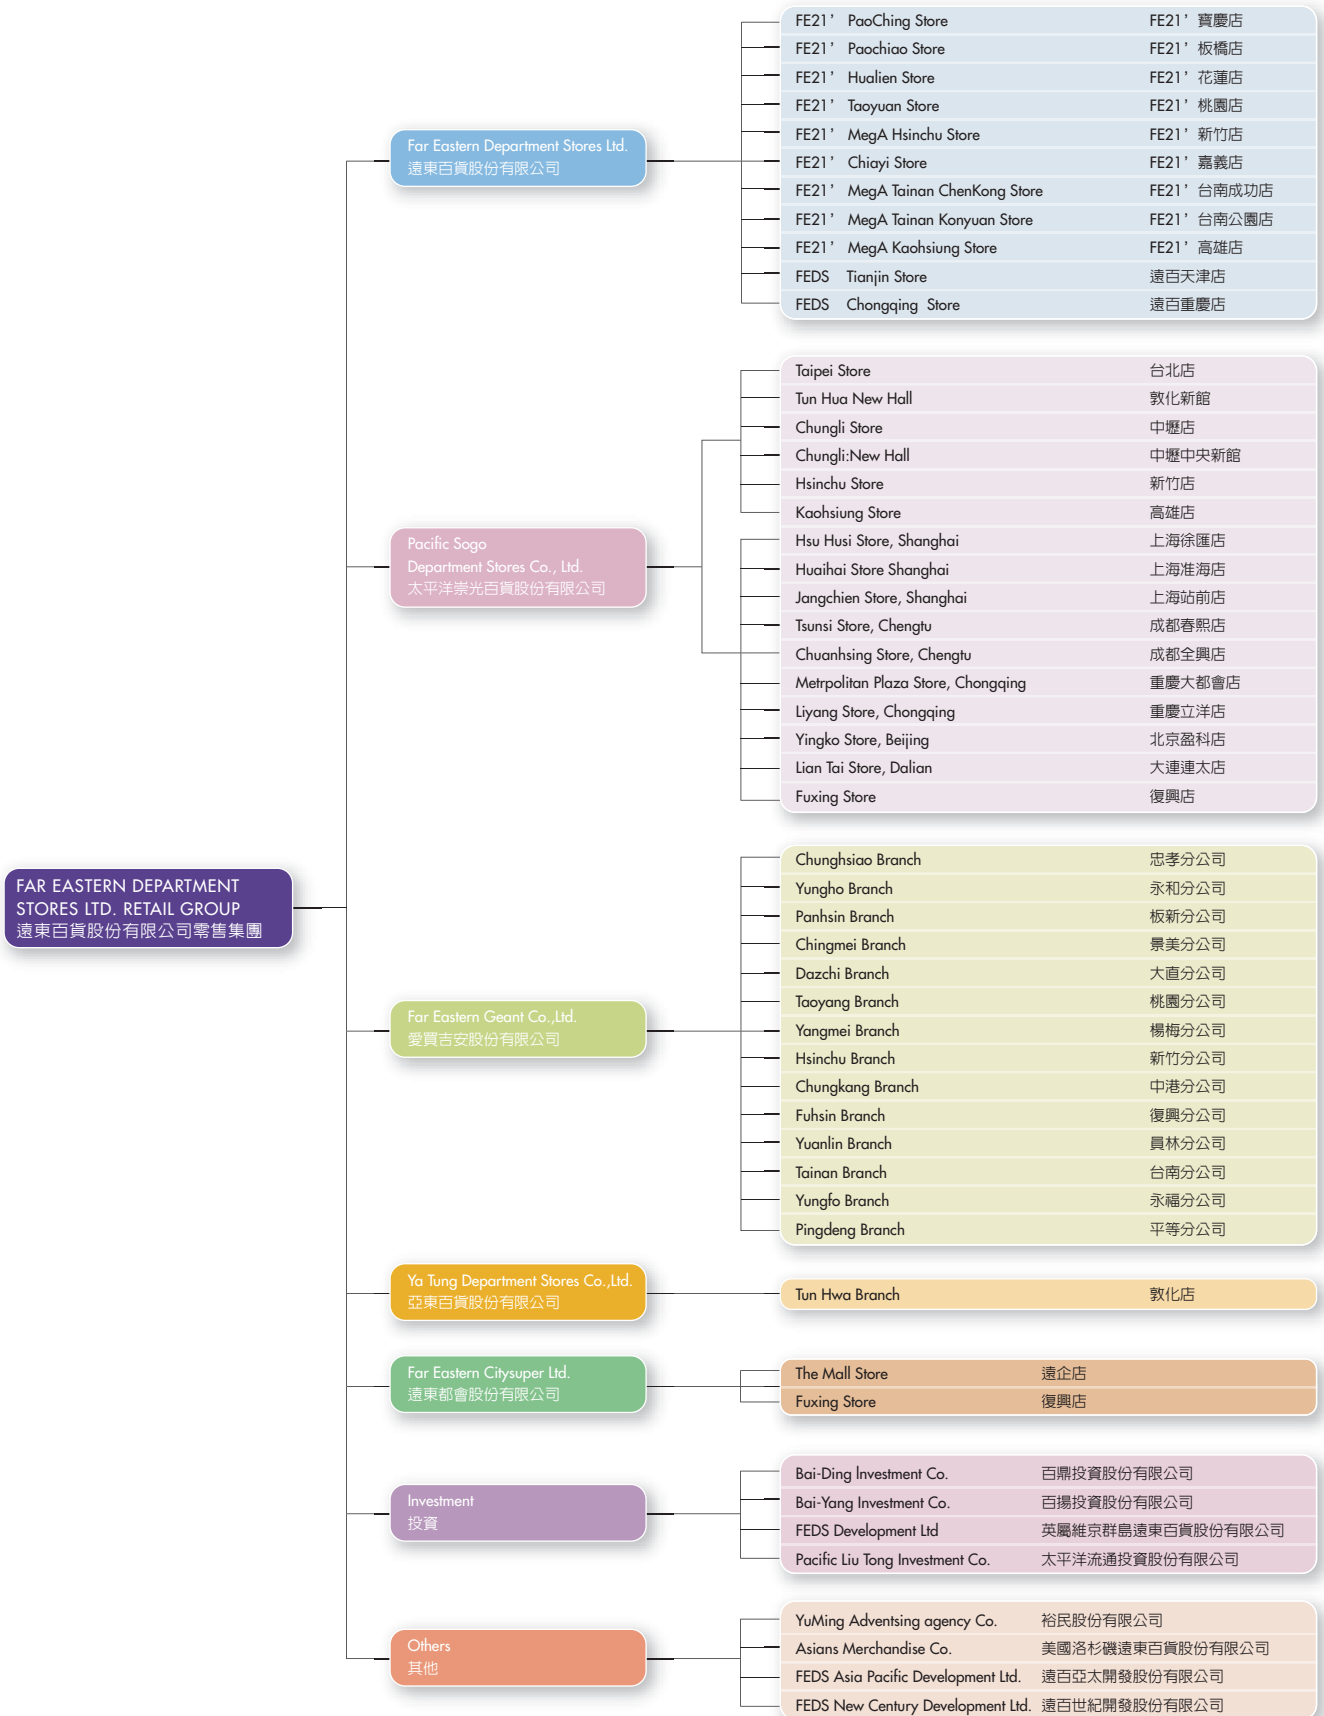 FAR EASTERN DEPARTMENT
STORES LTD. RETAIL GROUP
遠東百貨股份有限公司零售集團
Far Eastern Department Stores Ltd.
遠東百貨股份有限公司
FE21’ PaoChing Store FE21’寶慶店
FE21’ Paochiao Store FE21’板橋店
FE21’ Hualien Store FE21’花蓮店
FE21’ Taoyuan Store FE21’桃園店
FE21’ MegA Hsinchu Store FE21’新竹店
FE21’ Chiayi Store FE21’嘉義店
FE21’ MegA Tainan ChenKong Store FE21’台南成功店
FE21’ MegA Tainan Konyuan Store FE21’台南公園店
FE21’ MegA Kaohsiung Store FE21’高雄店
FEDS Tianjin Store 遠百天津店
FEDS Chongqing Store 遠百重慶店
Pacific Sogo
Department Stores Co., Ltd.
太平洋崇光百貨股份有限公司
Taipei Store 台北店
Tun Hua New Hall 敦化新館
Chungli Store 中壢店
Chungli:New Hall 中壢中央新館
Hsinchu Store 新竹店
Kaohsiung Store 高雄店
Hsu Husi Store, Shanghai 上海徐匯店
Huaihai Store Shanghai 上海淮海店
Jangchien Store, Shanghai 上海站前店
Tsunsi Store, Chengtu 成都春熙店
Chuanhsing Store, Chengtu 成都全興店
Metrpolitan Plaza Store, Chongqing 重慶大都會店
Liyang Store, Chongqing 重慶立洋店
Yingko Store, Beijing 北京盈科店
Lian Tai Store, Dalian 大連連太店
Fuxing Store 復興店
Far Eastern Geant Co.,Ltd.
愛買吉安股份有限公司
Chunghsiao Branch 忠孝分公司
Yungho Branch 永和分公司
Panhsin Branch 板新分公司
Chingmei Branch 景美分公司
Dazchi Branch 大直分公司
Taoyang Branch 桃園分公司
Yangmei Branch 楊梅分公司
Hsinchu Branch 新竹分公司
Chungkang Branch 中港分公司
Fuhsin Branch 復興分公司
Yuanlin Branch 員林分公司
Tainan Branch 台南分公司
Yungfo Branch 永福分公司
Pingdeng Branch 平等分公司
Ya Tung Department Stores Co.,Ltd.
亞東百貨股份有限公司
Tun Hwa Branch 敦化店
Far Eastern Citysuper Ltd.
遠東都會股份有限公司
The Mall Store 遠企店
Fuxing Store 復興店
Investment
投資
Bai-Ding Investment Co. 百鼎投資股份有限公司
Bai-Yang Investment Co. 百揚投資股份有限公司
FEDS Development Ltd 英屬維京群島遠東百貨股份有限公司
Pacific Liu Tong Investment Co. 太平洋流通投資股份有限公司
Others
其他
YuMing Adventsing agency Co. 裕民股份有限公司
Asians Merchandise Co. 美國洛杉磯遠東百貨股份有限公司
FEDS Asia Pacific Development Ltd. 遠百亞太開發股份有限公司
FEDS New Century Development Ltd. 遠百世紀開發股份有限公司